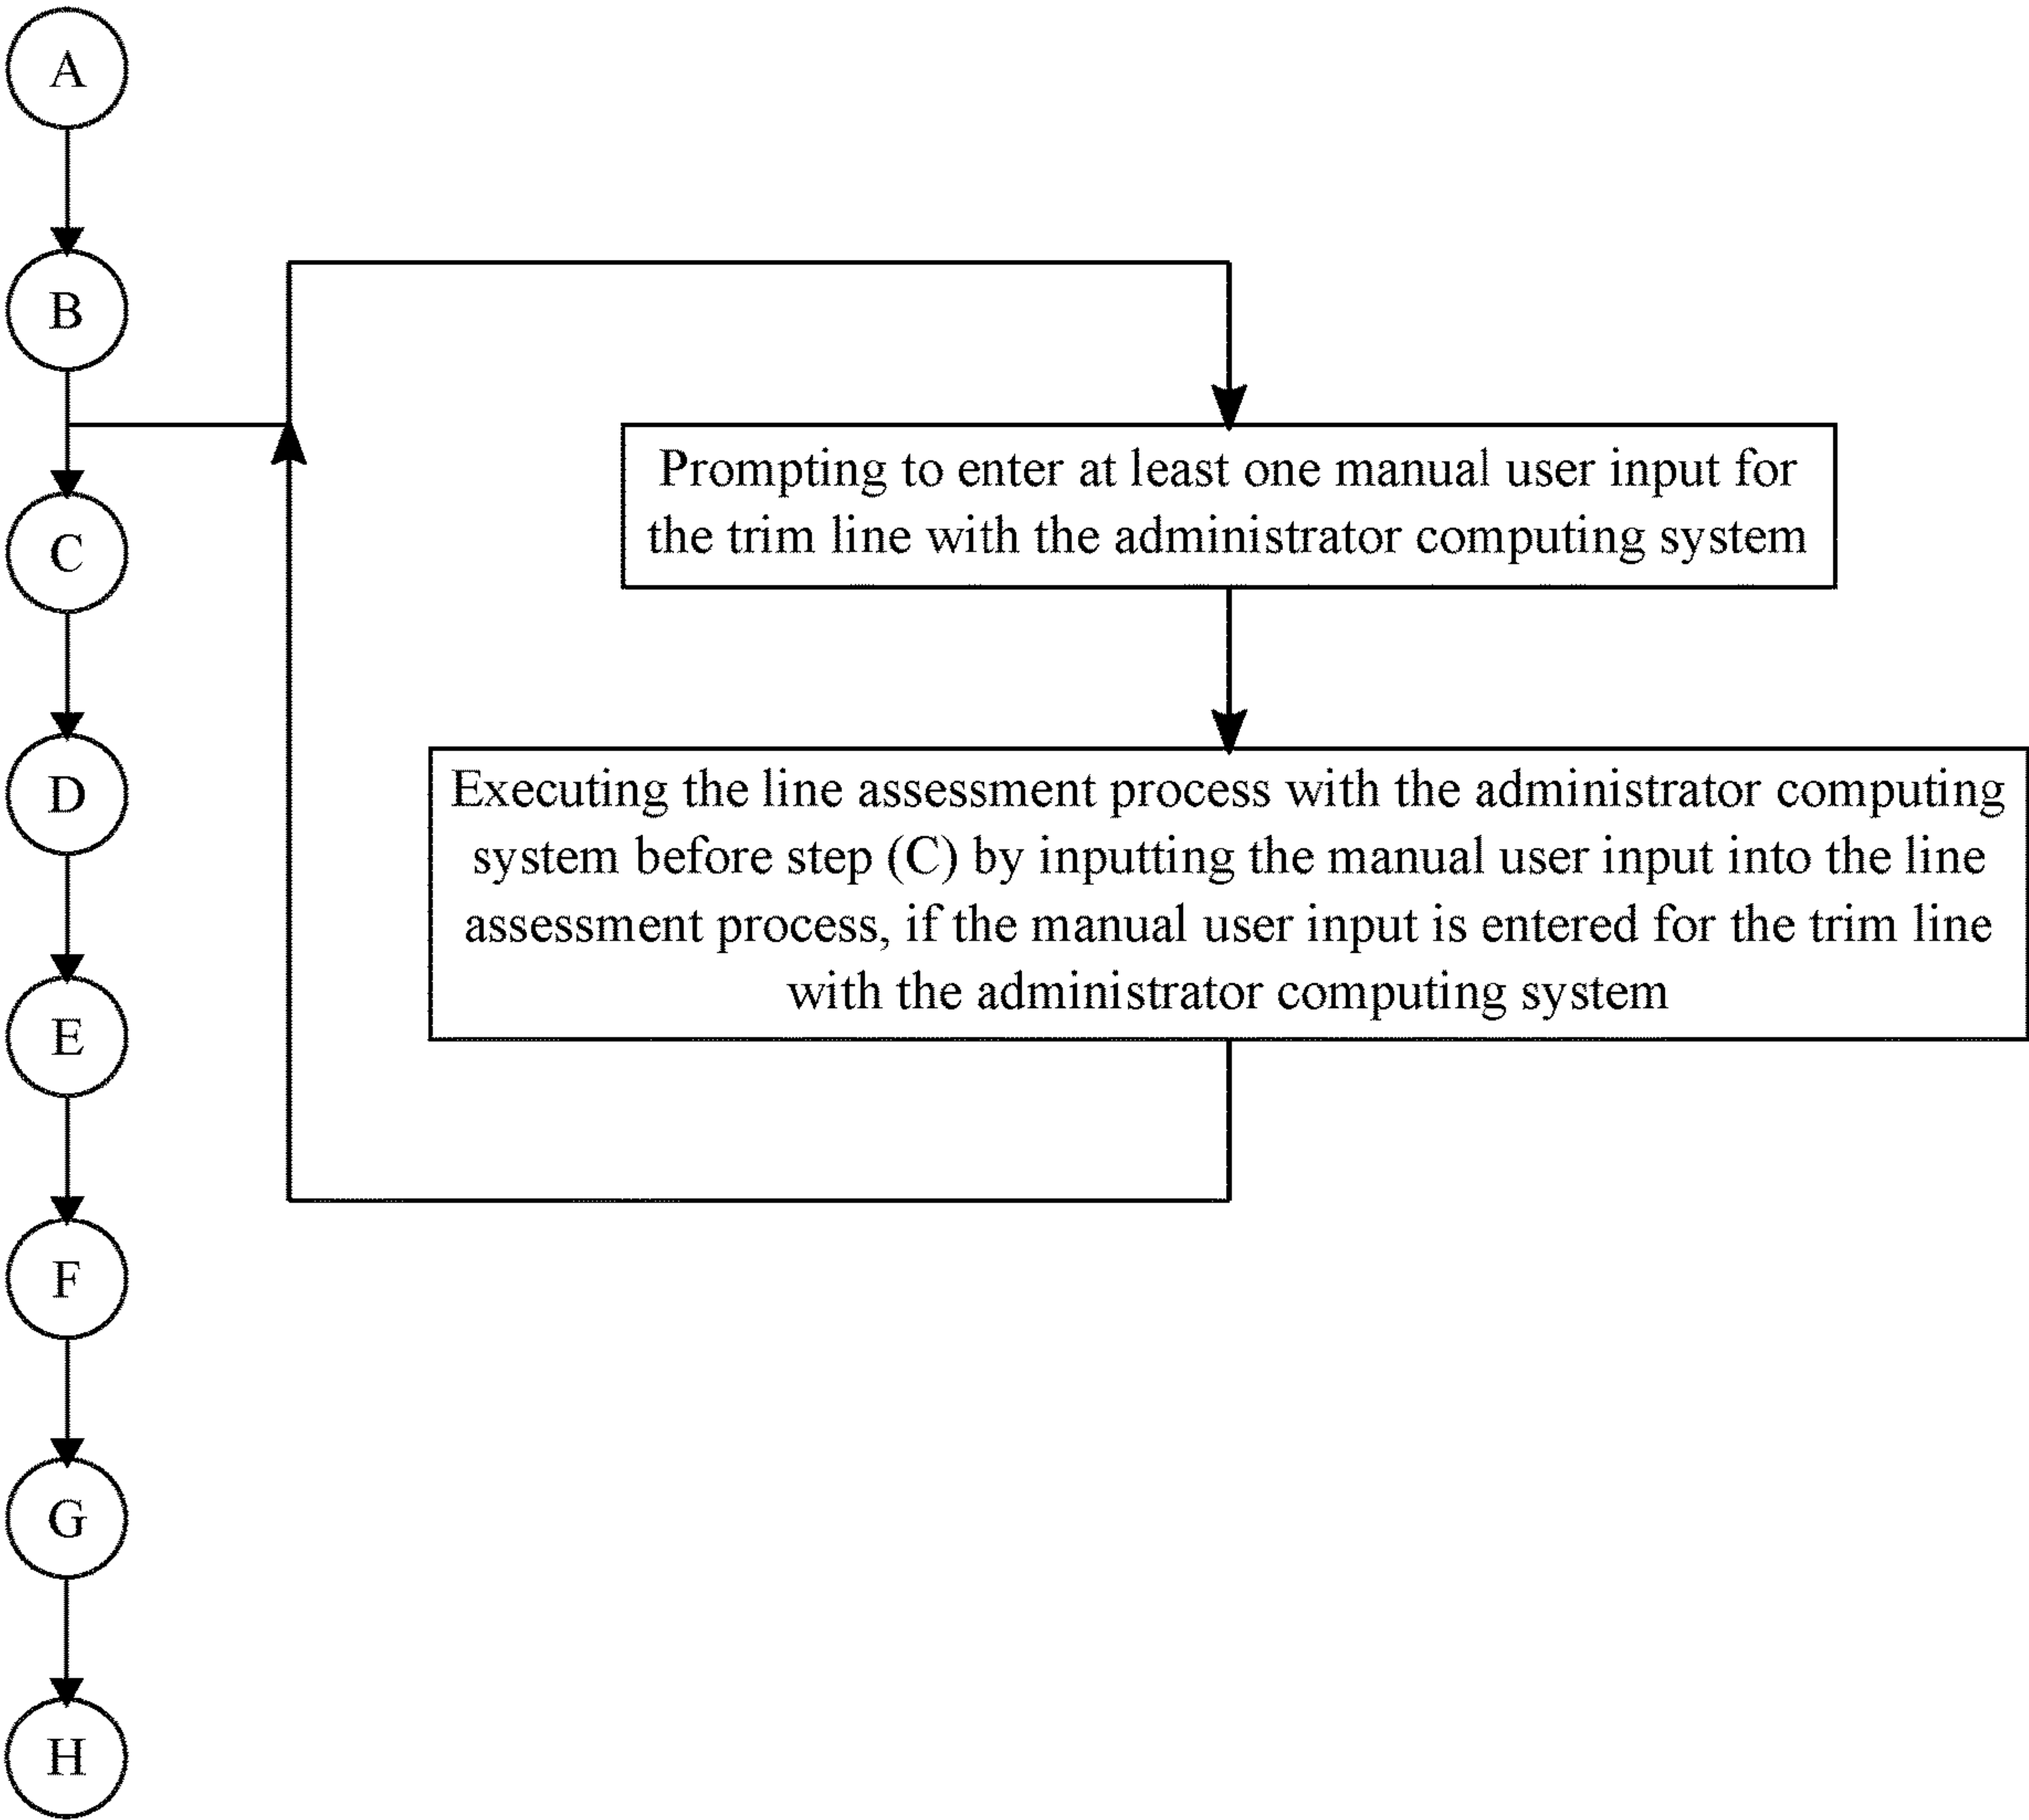 A
B
Prompting to enter at least one manual user input for
the trim line with the administrator computing system
C
Executing the line assessment process with the administrator computing
system before step (C) by inputting the manual user input into the line
assessment process, if the manual user input is entered for the trim line
with the administrator computing system
D
E
F
G
H